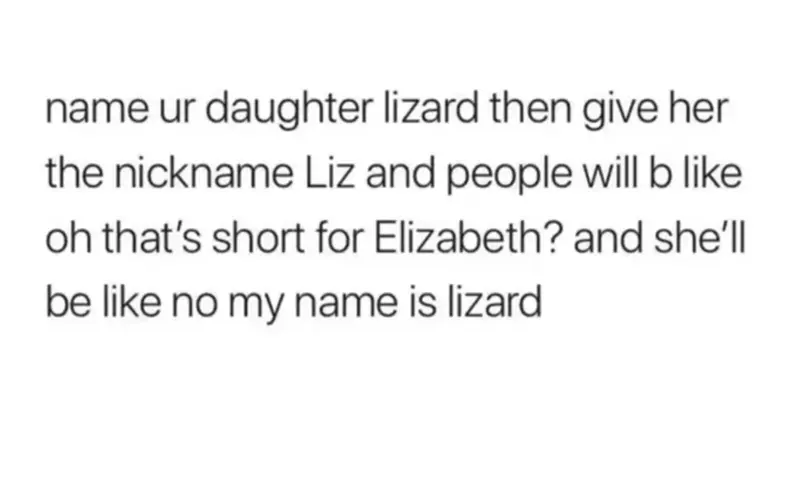 name ur daughter lizard then give her
the nickname Liz and people will b like
oh that’s short for Elizabeth? and she’ll
be like no my name is lizard